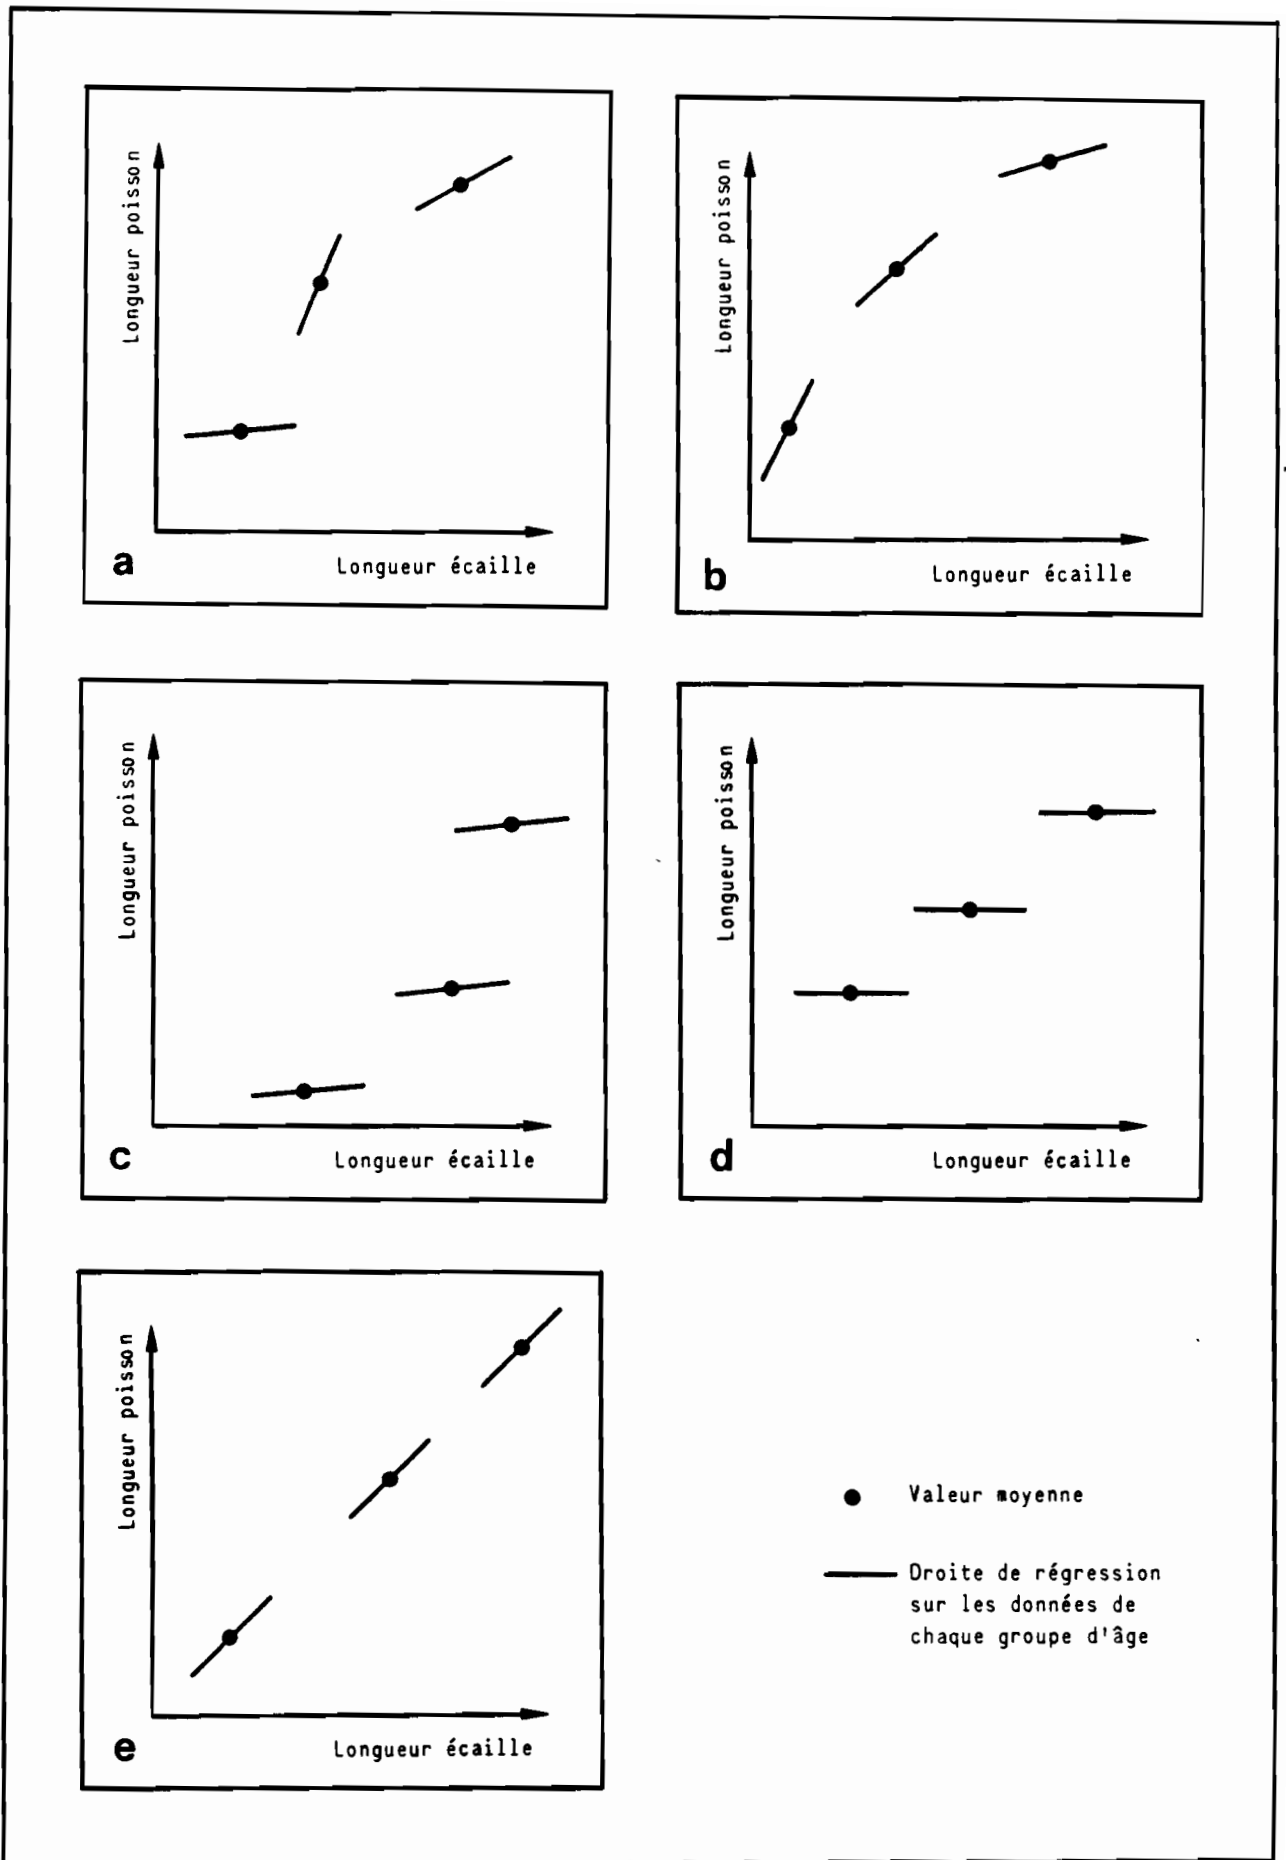 Longueur poisson
Longueur écaille
a
Longueur poisson
Longueur écaille
b
Longueur poisson
Longueur écaille
c
Longueur poisson
Longueur écaille
d
Longueur poisson
Longueur écaille
e
Valeur moyenne
Droite de régression
sur les données de
chaque groupe d'âge